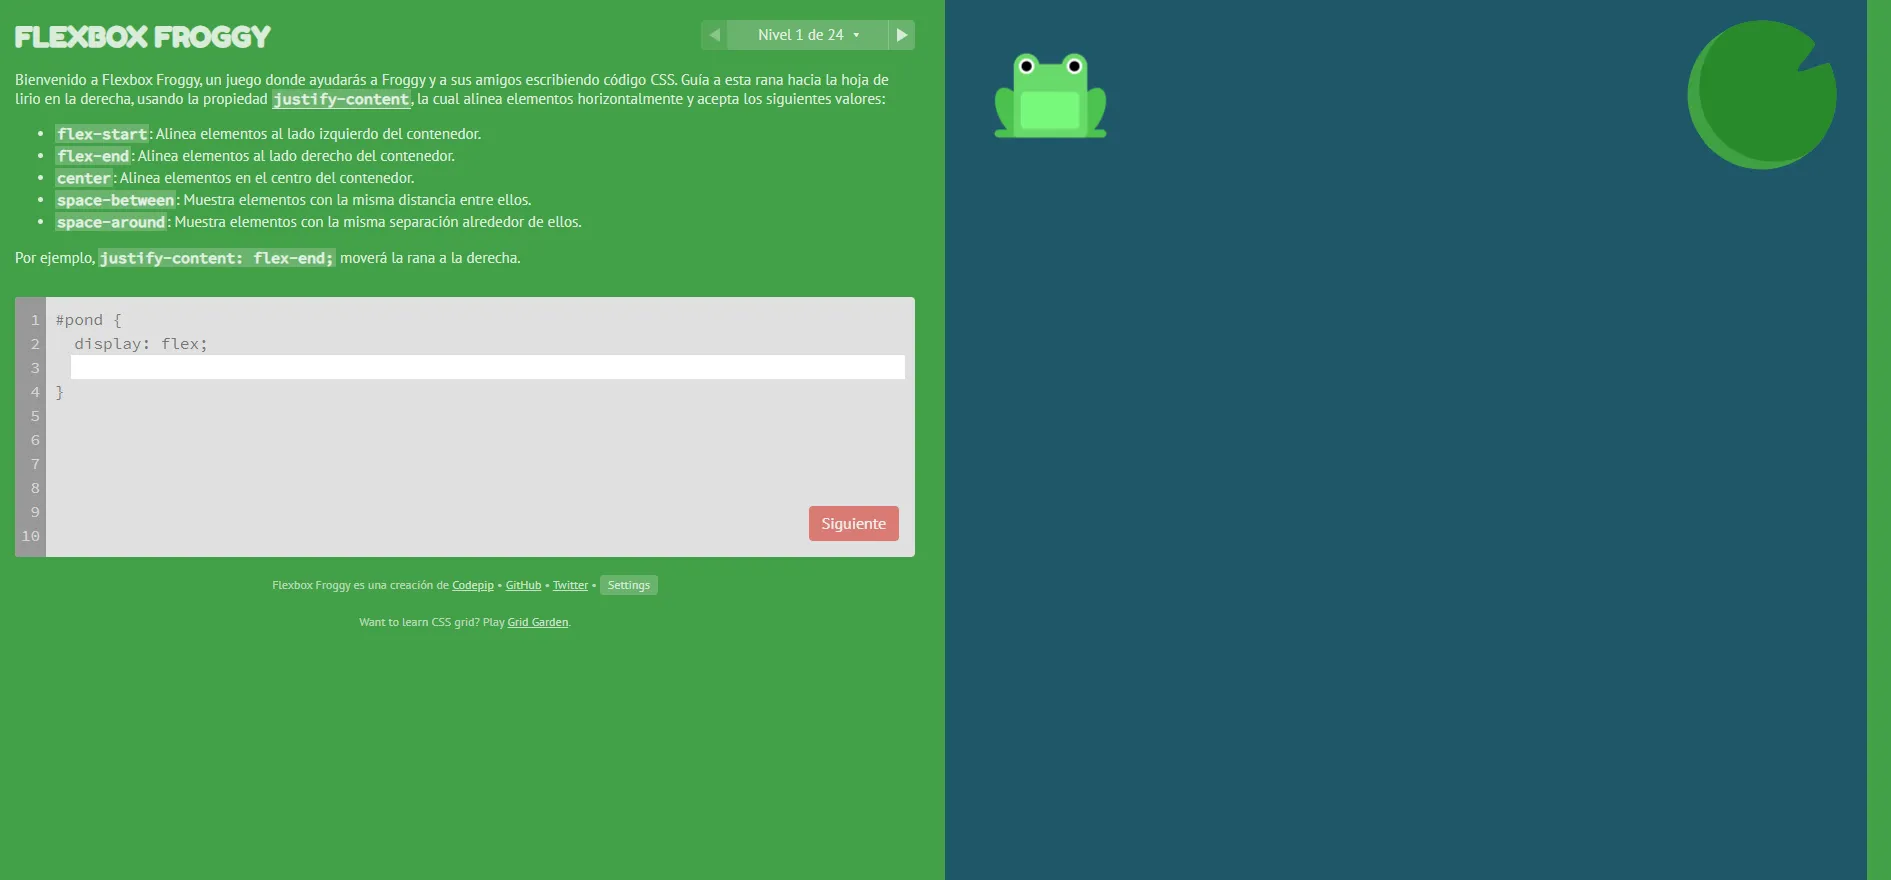 FLEXBOX FROGGY
Nivel 1 de 24
Bienvenido a Flexbox Froggy, un juego donde ayudarás a Froggy y a sus amigos escribiendo código CSS. Guía a esta rana hacia la hoja de
lirio en la derecha, usando la propiedad justify-content, la cual alinea elementos horizontalmente y acepta los siguientes valores:
• flex-start: Alinea elementos al lado izquierdo del contenedor.
• flex-end: Alinea elementos al lado derecho del contenedor.
• center: Alinea elementos en el centro del contenedor.
• space-between: Muestra elementos con la misma distancia entre ellos.
• space-around: Muestra elementos con la misma separación alrededor de ellos.
Por ejemplo, justify-content: flex-end; moverá la rana a la derecha.
1 #pond {
2 display: flex;
3
4 }
5
6
7
8
9
10
Siguiente
Flexbox Froggy es una creación de Codepip • GitHub • Twitter • Settings
Want to learn CSS grid? Play Grid Garden.